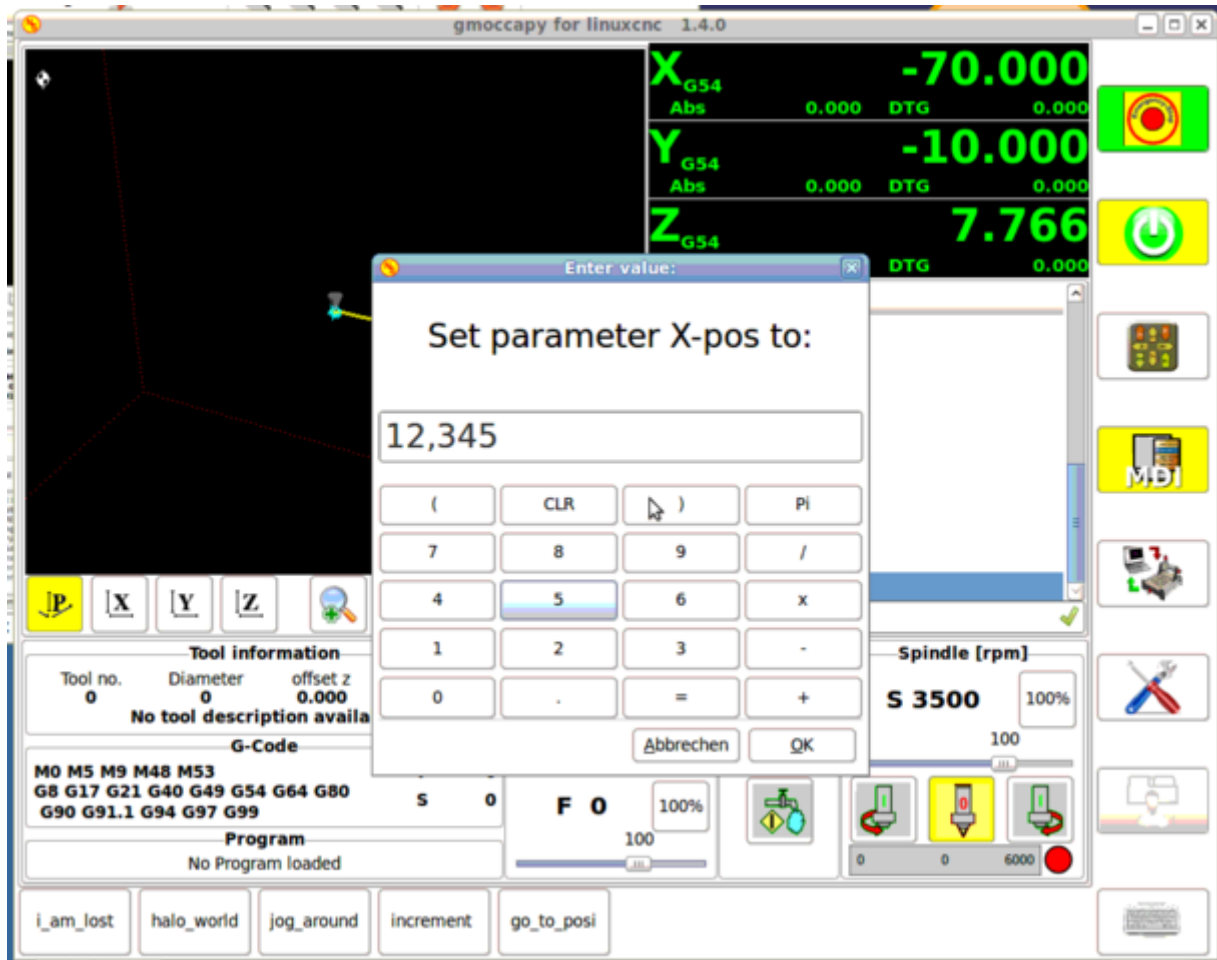 gmoccapy for linuxcnc 1.4.0
X G54 -70.000
Abs 0.000 DTG 0.000
Y G54 -10.000
Abs 0.000 DTG 0.000
Z G54 7.766
DTG 0.000
Enter value:
Set parameter X-pos to:
12,345
( CLR ) Pi
7 8 9 /
4 5 6 x
1 2 3 -
0 . = +
Abbrechen OK
MDI
P X Y Z
Tool information
Tool no. Diameter offset z
0 0 0.000
No tool description availa
G-Code
M0 M5 M9 M48 M53
G8 G17 G21 G40 G49 G54 G64 G80
G90 G91.1 G94 G97 G99
S 0
Program
No Program loaded
F 0 100%
100
Spindle [rpm]
S 3500 100%
100
0 0 6000
i_am_lost halo_world jog_around increment go_to_posi